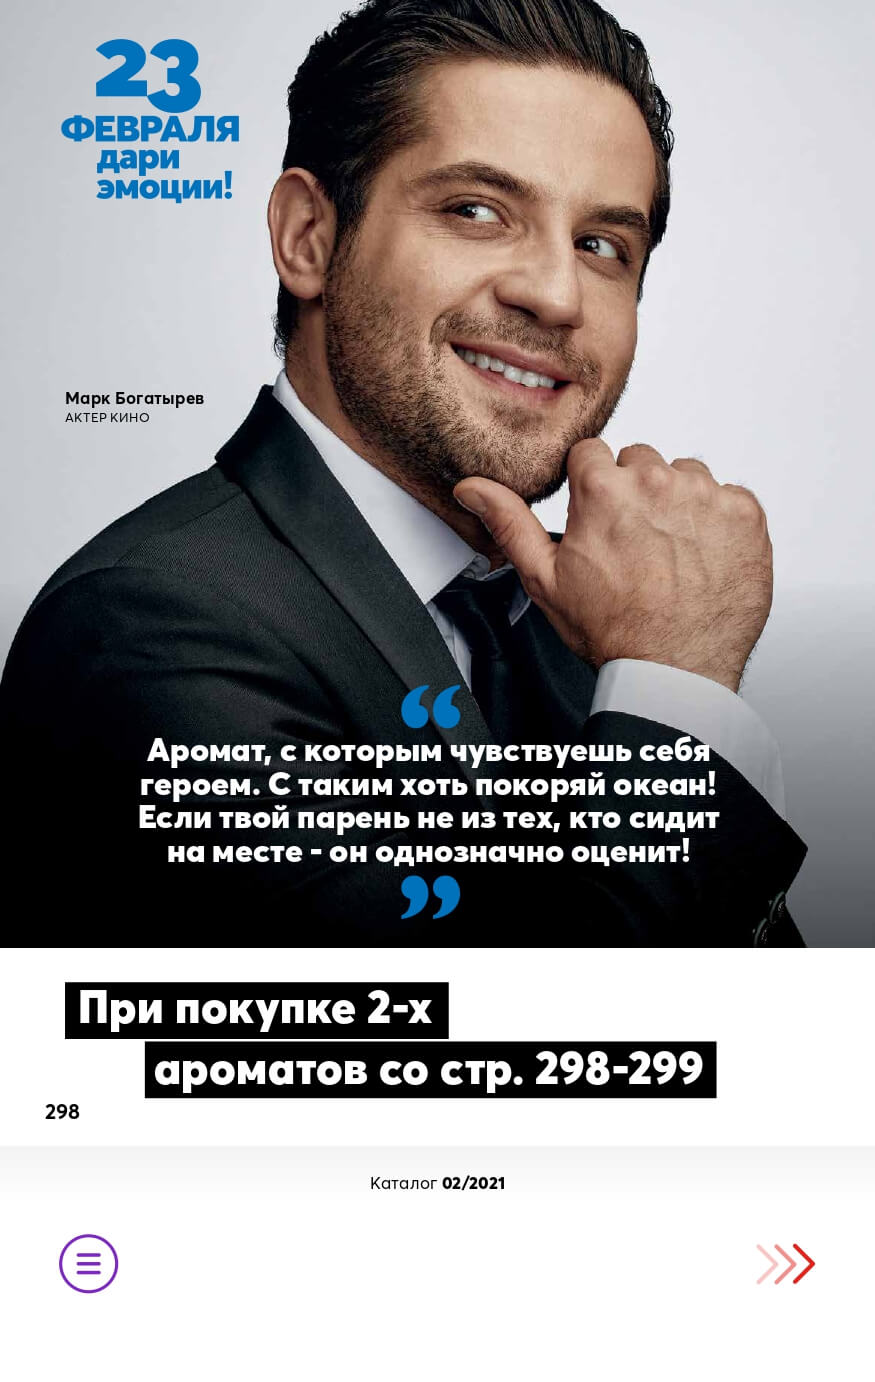 23
ФЕВРАЛЯ
дари
эмоции!
Марк Богатырев
АКТЕР КИНО
“
Аромат, с которым чувствуешь себя
героем. С таким хоть покоряй океан!
Если твой парень не из тех, кто сидит
на месте - он однозначно оценит!
”
При покупке 2-х
ароматов со стр. 298-299
298
Каталог 02/2021